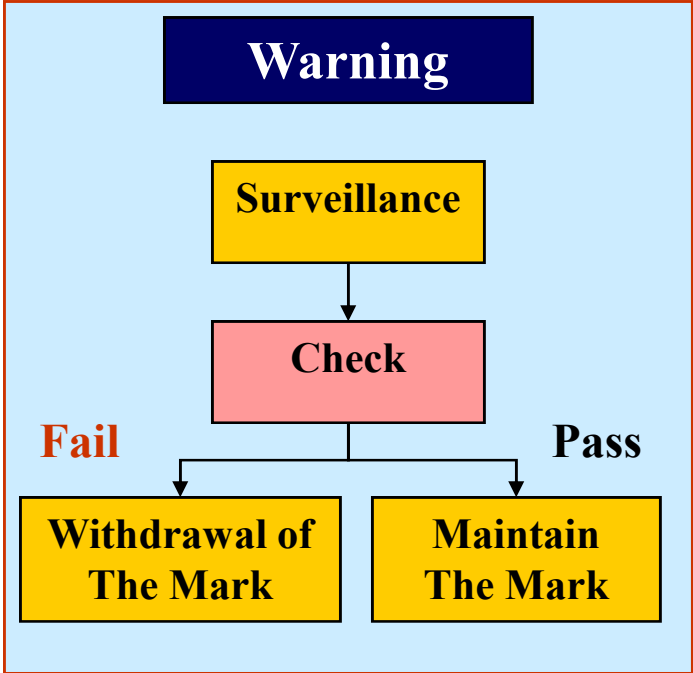 Warning
Surveillance
Check
Fail
Pass
Withdrawal of
The Mark
Maintain
The Mark